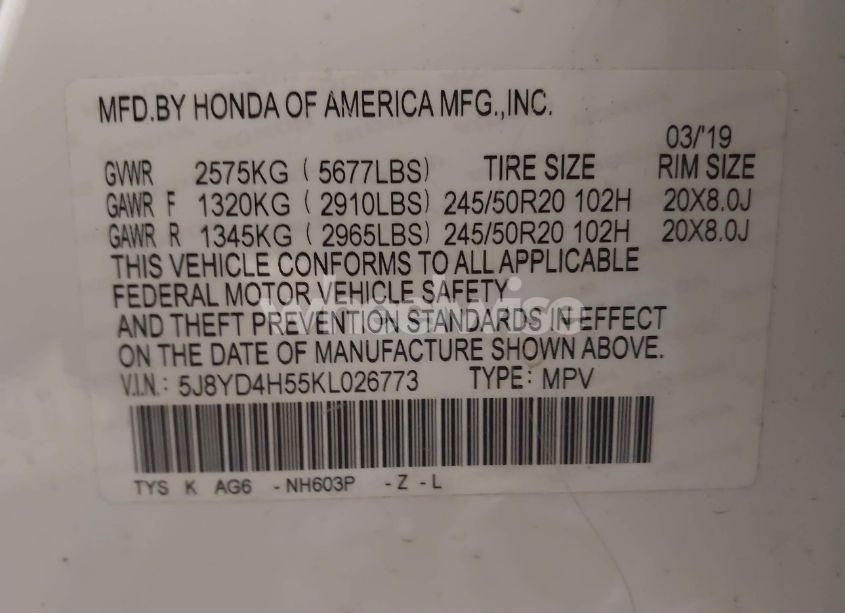 MFD.BY HONDA OF AMERICA MFG.,INC.
03/'19
GVWR 2575KG ( 5677LBS) TIRE SIZE RIM SIZE
GAWR F 1320KG ( 2910LBS) 245/50R20 102H 20X8.0J
GAWR R 1345KG ( 2965LBS) 245/50R20 102H 20X8.0J
THIS VEHICLE CONFORMS TO ALL APPLICABLE
FEDERAL MOTOR VEHICLE SAFETY
AND THEFT PREVENTION STANDARDS IN EFFECT
ON THE DATE OF MANUFACTURE SHOWN ABOVE.
V.I.N.: 5J8YD4H55KL026773 TYPE: MPV
TYS K AG6 -NH603P -Z -L